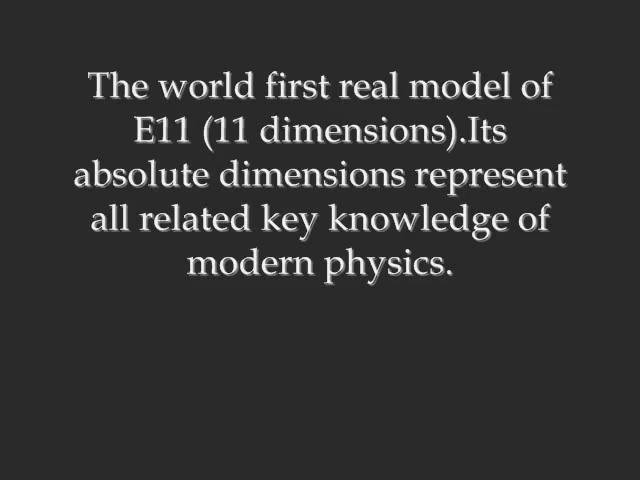 The world first real model of
E11 (11 dimensions).Its
absolute dimensions represent
all related key knowledge of
modern physics.